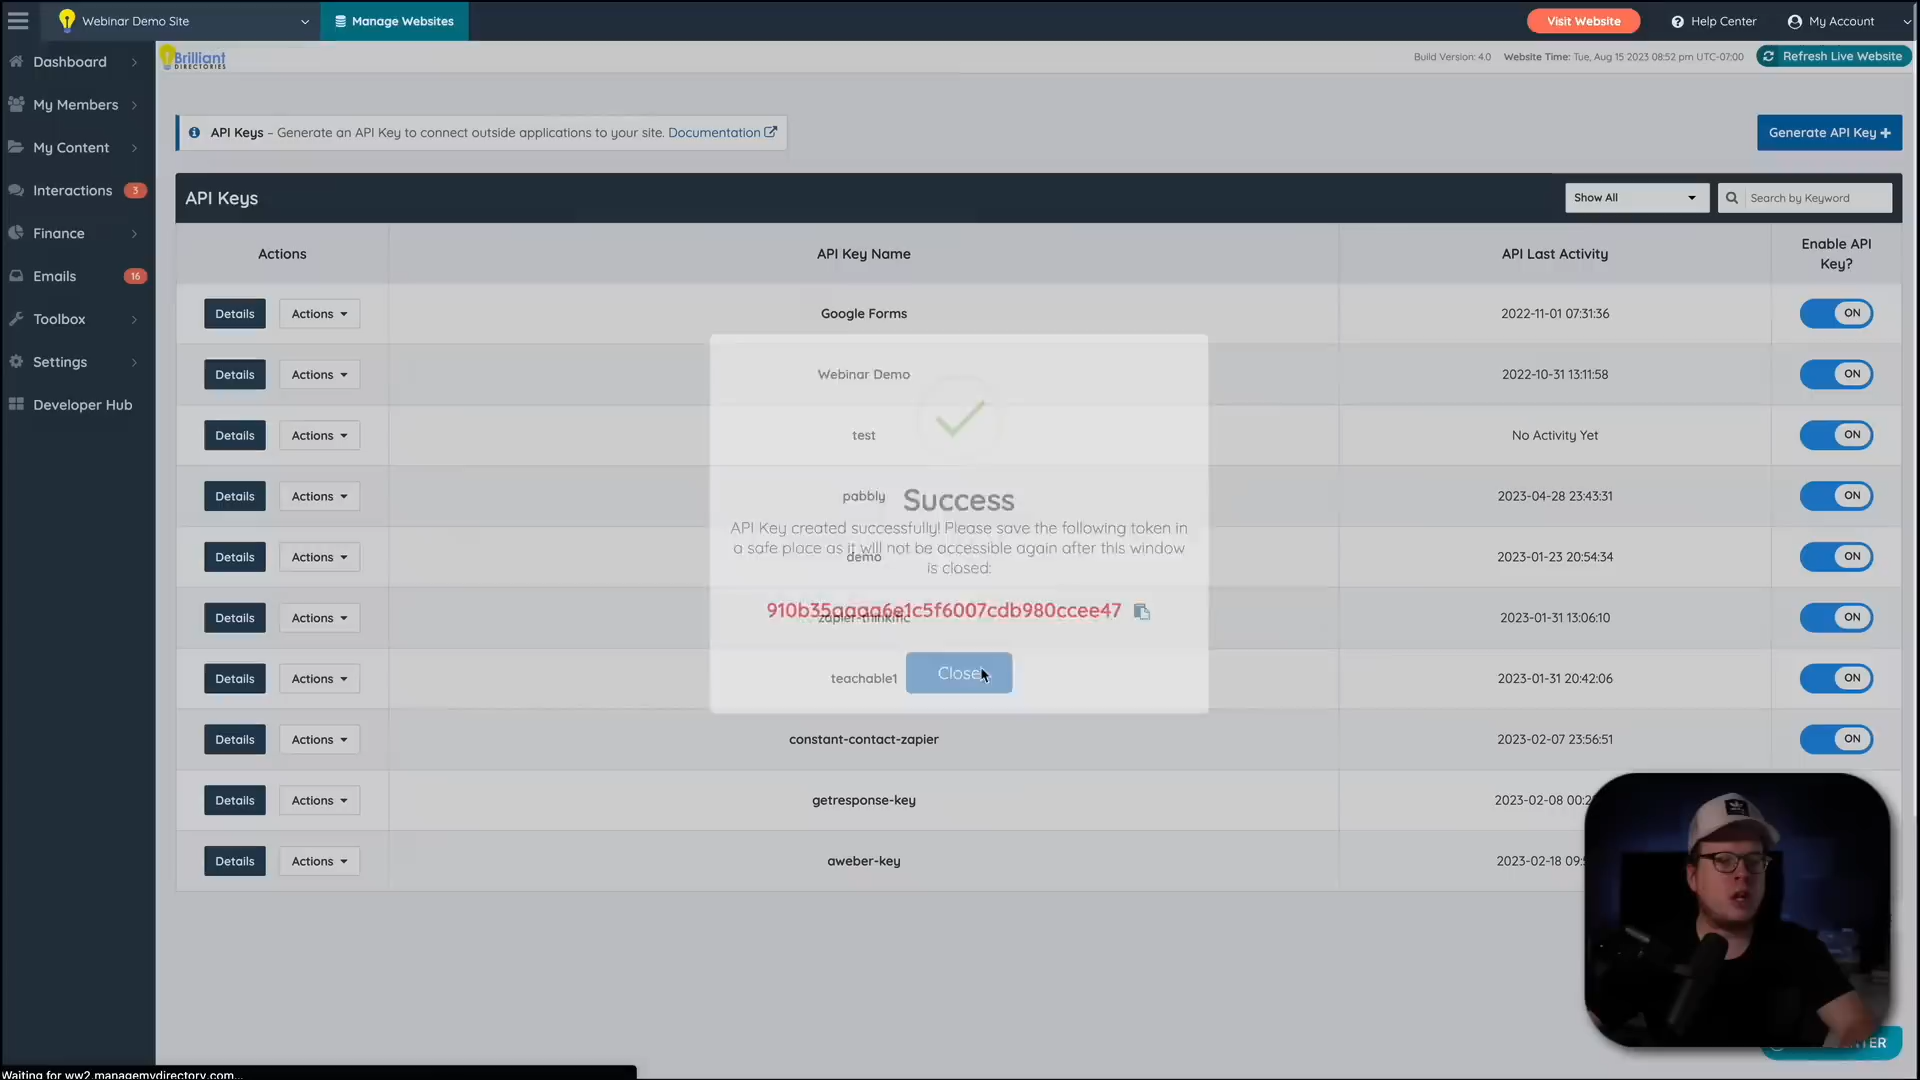 Webinar Demo Site
Manage Websites
Visit Website
Help Center
My Account
Dashboard
My Members
My Content
Interactions 3
Finance
Emails 16
Toolbox
Settings
Developer Hub
Brilliant
DIRECTORIES
Build Version: 4.0 Website Time: Tue, Aug 15 2023 08:52 pm UTC-07:00
Refresh Live Website
API Keys – Generate an API Key to connect outside applications to your site. Documentation
Generate API Key +
API Keys
Show All
Search by Keyword
Actions API Key Name API Last Activity Enable API
Key?
Details Actions Google Forms 2022-11-01 07:31:36 ON
Details Actions Webinar Demo 2022-10-31 13:11:58 ON
Details Actions test No Activity Yet ON
Details Actions pabbly 2023-04-28 23:43:31 ON
Details Actions demo 2023-01-23 20:54:34 ON
Details Actions zapier-thinkific 2023-01-31 13:06:10 ON
Details Actions teachable1 2023-01-31 20:42:06 ON
Details Actions constant-contact-zapier 2023-02-07 23:56:51 ON
Details Actions getresponse-key 2023-02-08
Details Actions aweber-key 2023-02-18
Success
API Key created successfully! Please save the following token in
a safe place as it will not be accessible again after this window
is closed:
910b35aaaa6e1c5f6007cdb980ccee47
Close
Waiting for ww2.managemydirectory.com...